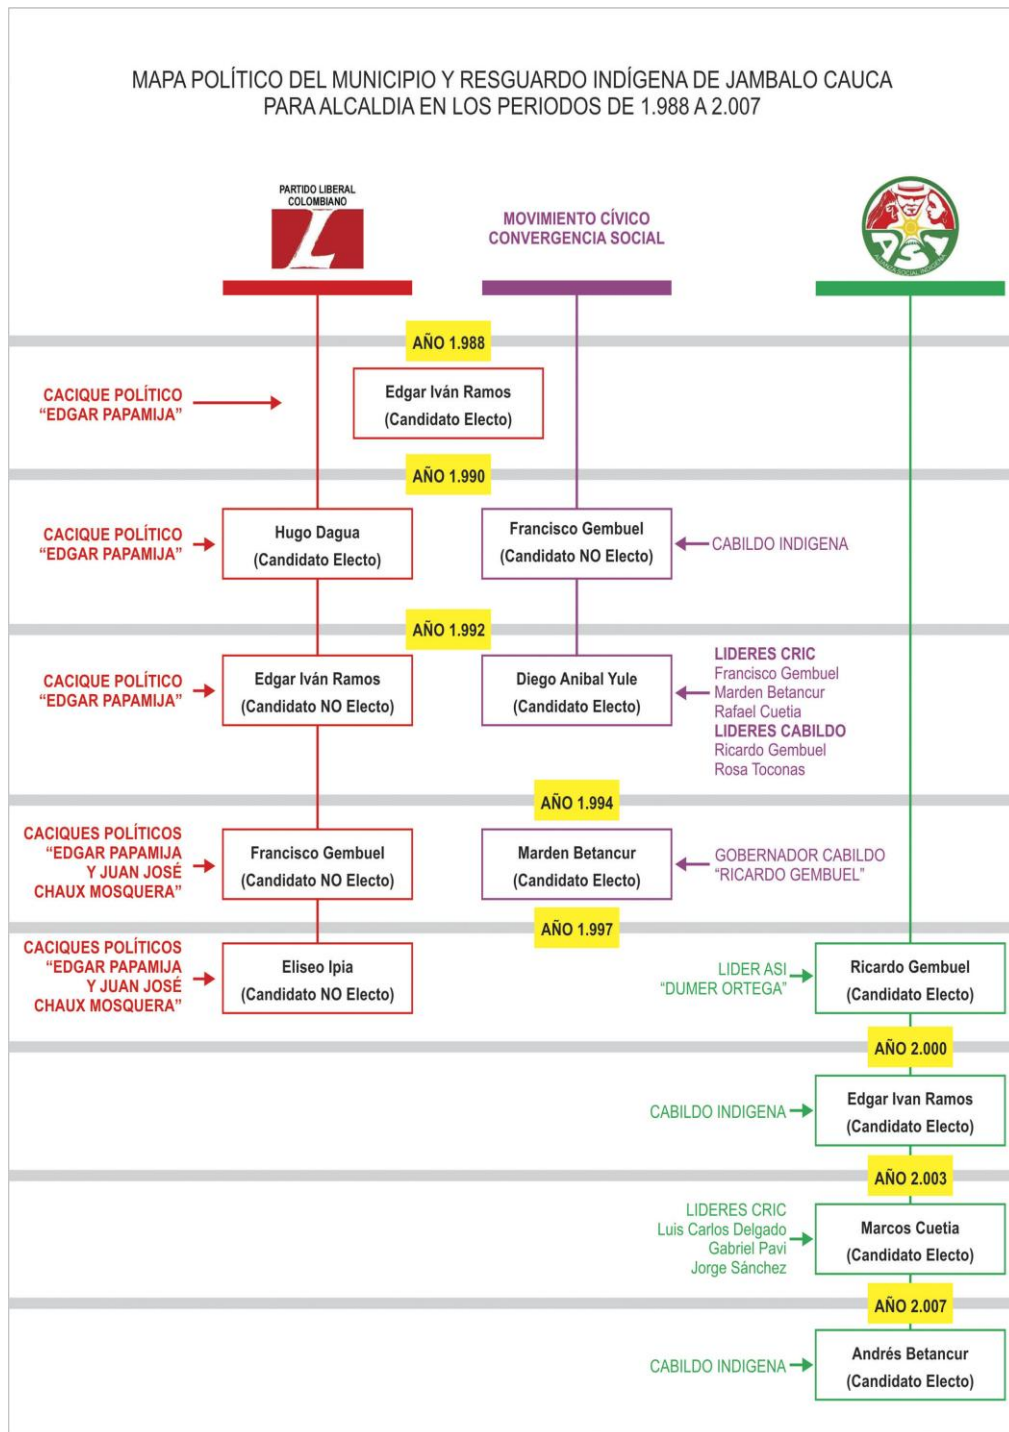 MAPA POLÍTICO DEL MUNICIPIO Y RESGUARDO INDÍGENA DE JAMBALO CAUCA
PARA ALCALDIA EN LOS PERIODOS DE 1.988 A 2.007
PARTIDO LIBERAL
COLOMBIANO
L
MOVIMIENTO CÍVICO
CONVERGENCIA SOCIAL
ASI
ALIANZA SOCIAL INDIGENA
AÑO 1.988
CACIQUE POLÍTICO
“EDGAR PAPAMIJA”
Edgar Iván Ramos
(Candidato Electo)
AÑO 1.990
CACIQUE POLÍTICO
“EDGAR PAPAMIJA”
Hugo Dagua
(Candidato Electo)
Francisco Gembuel
(Candidato NO Electo)
CABILDO INDIGENA
AÑO 1.992
CACIQUE POLÍTICO
“EDGAR PAPAMIJA”
Edgar Iván Ramos
(Candidato NO Electo)
Diego Anibal Yule
(Candidato Electo)
LIDERES CRIC
Francisco Gembuel
Marden Betancur
Rafael Cuetia
LIDERES CABILDO
Ricardo Gembuel
Rosa Toconas
AÑO 1.994
CACIQUES POLÍTICOS
“EDGAR PAPAMIJA
Y JUAN JOSÉ
CHAUX MOSQUERA”
Francisco Gembuel
(Candidato NO Electo)
Marden Betancur
(Candidato Electo)
GOBERNADOR CABILDO
“RICARDO GEMBUEL”
AÑO 1.997
CACIQUES POLÍTICOS
“EDGAR PAPAMIJA
Y JUAN JOSÉ
CHAUX MOSQUERA”
Eliseo Ipia
(Candidato NO Electo)
LIDER ASI
“DUMER ORTEGA”
Ricardo Gembuel
(Candidato Electo)
AÑO 2.000
CABILDO INDIGENA
Edgar Ivan Ramos
(Candidato Electo)
AÑO 2.003
LIDERES CRIC
Luis Carlos Delgado
Gabriel Pavi
Jorge Sánchez
Marcos Cuetia
(Candidato Electo)
AÑO 2.007
CABILDO INDIGENA
Andrés Betancur
(Candidato Electo)